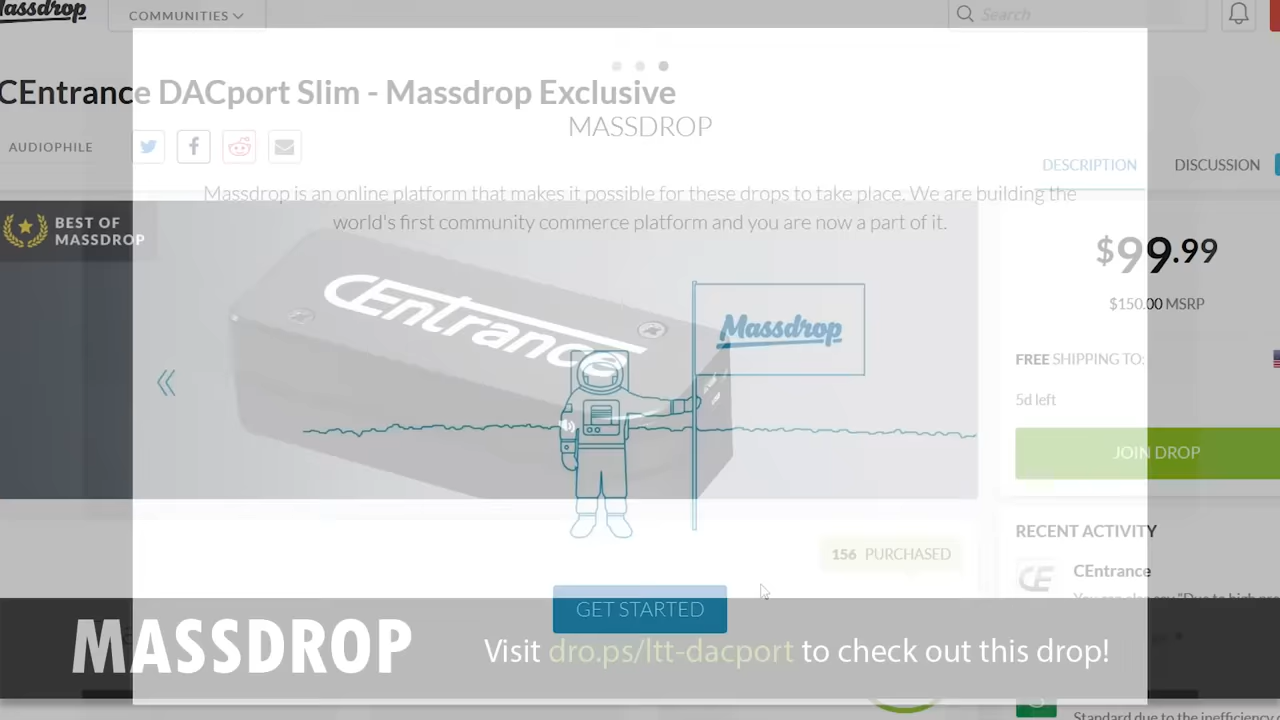 Massdrop
COMMUNITIES
Search
CEntrance DACport Slim - Massdrop Exclusive
MASSDROP
AUDIOPHILE
DESCRIPTION
DISCUSSION
Massdrop is an online platform that makes it possible for these drops to take place. We are building the
world's first community commerce platform and you are now a part of it.
BEST OF
MASSDROP
$99.99
$150.00 MSRP
CEntrance
Massdrop
FREE SHIPPING TO:
5d left
JOIN DROP
RECENT ACTIVITY
156 PURCHASED
CEntrance
GET STARTED
MASSDROP
Visit dro.ps/ltt-dacport to check out this drop!
Standard due to the inefficiency